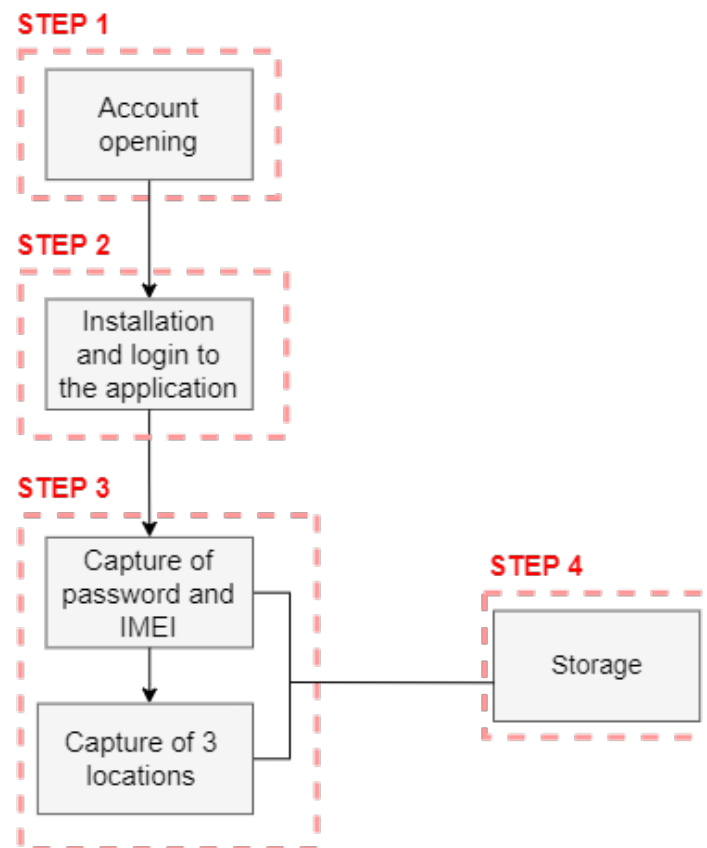 STEP 1
Account
opening
STEP 2
Installation
and login to
the application
STEP 3
Capture of
password and
IMEI
Capture of 3
locations
STEP 4
Storage